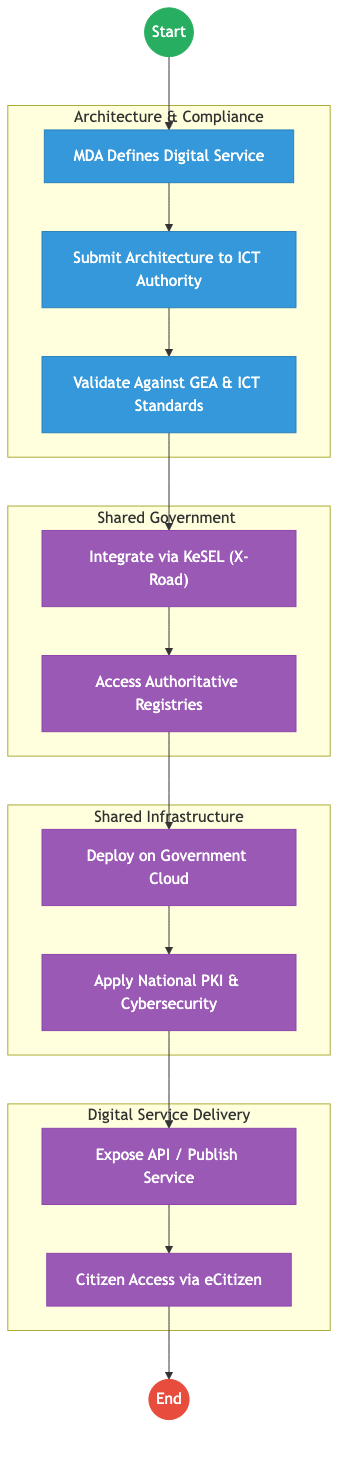 Start
Architecture & Compliance
MDA Defines Digital Service
Submit Architecture to ICT
Authority
Validate Against GEA & ICT
Standards
Shared Government
Integrate via KeSEL (X-
Road)
Access Authoritative
Registries
Shared Infrastructure
Deploy on Government
Cloud
Apply National PKI &
Cybersecurity
Digital Service Delivery
Expose API / Publish
Service
Citizen Access via eCitizen
End